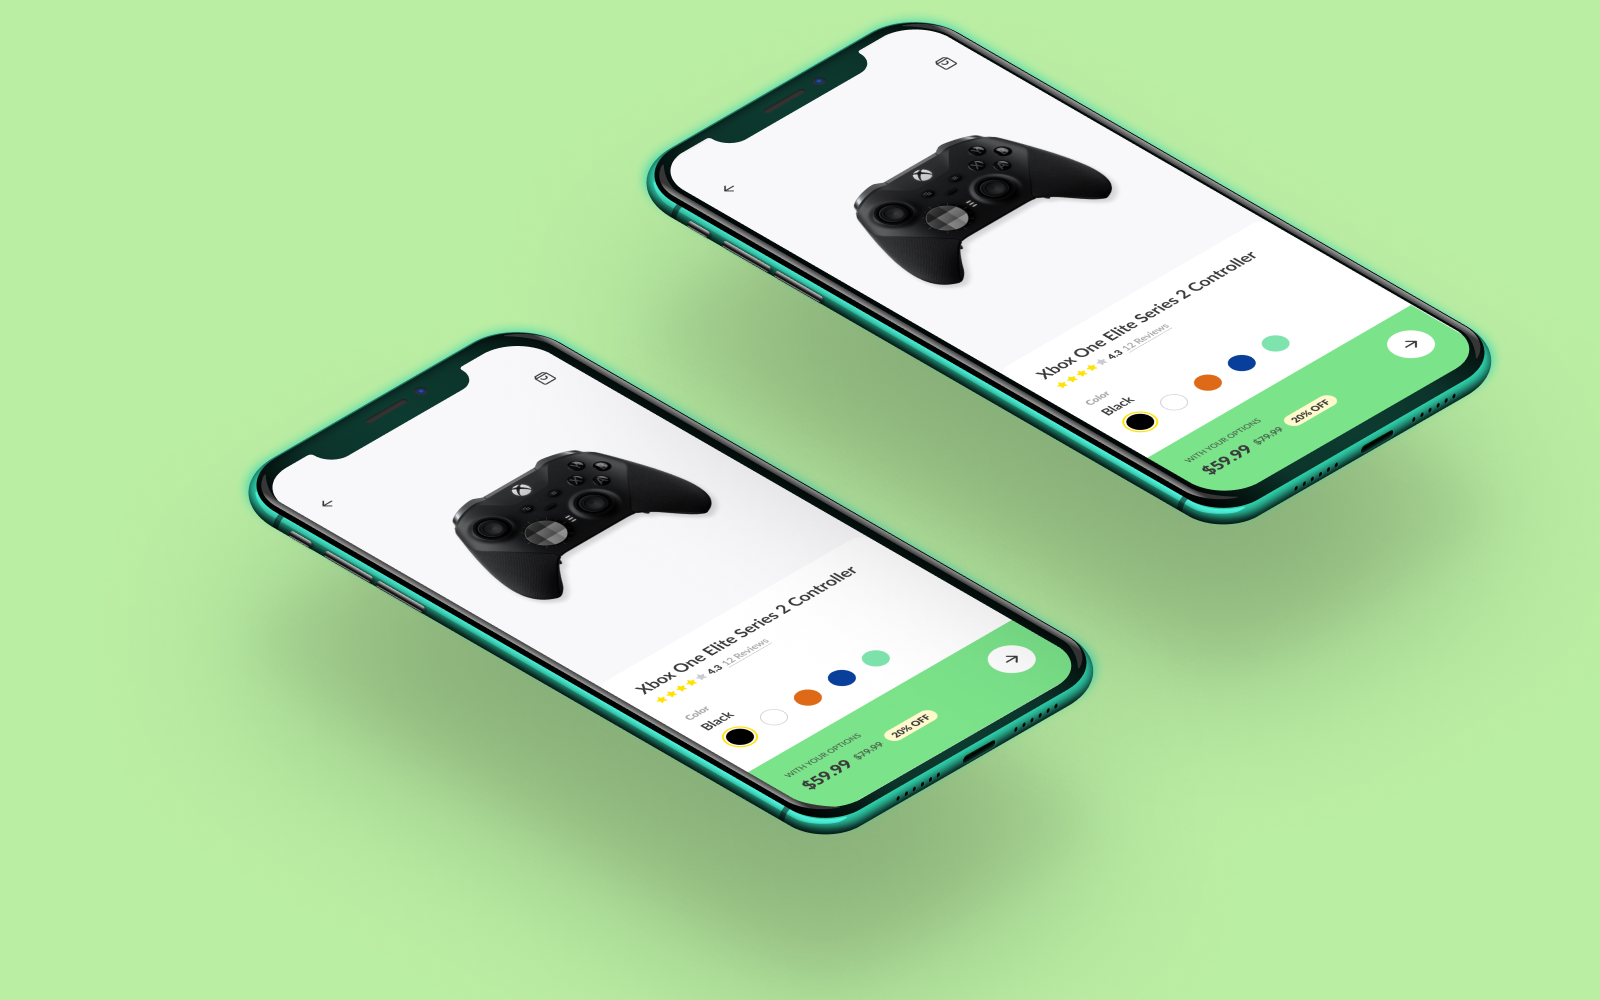 Xbox One Elite Series 2 Controller
4.3 12 Reviews
Color
Black
WITH YOUR OPTIONS
$59.99 $79.99 20% OFF
Xbox One Elite Series 2 Controller
4.3 12 Reviews
Color
Black
WITH YOUR OPTIONS
$59.99 $79.99 20% OFF